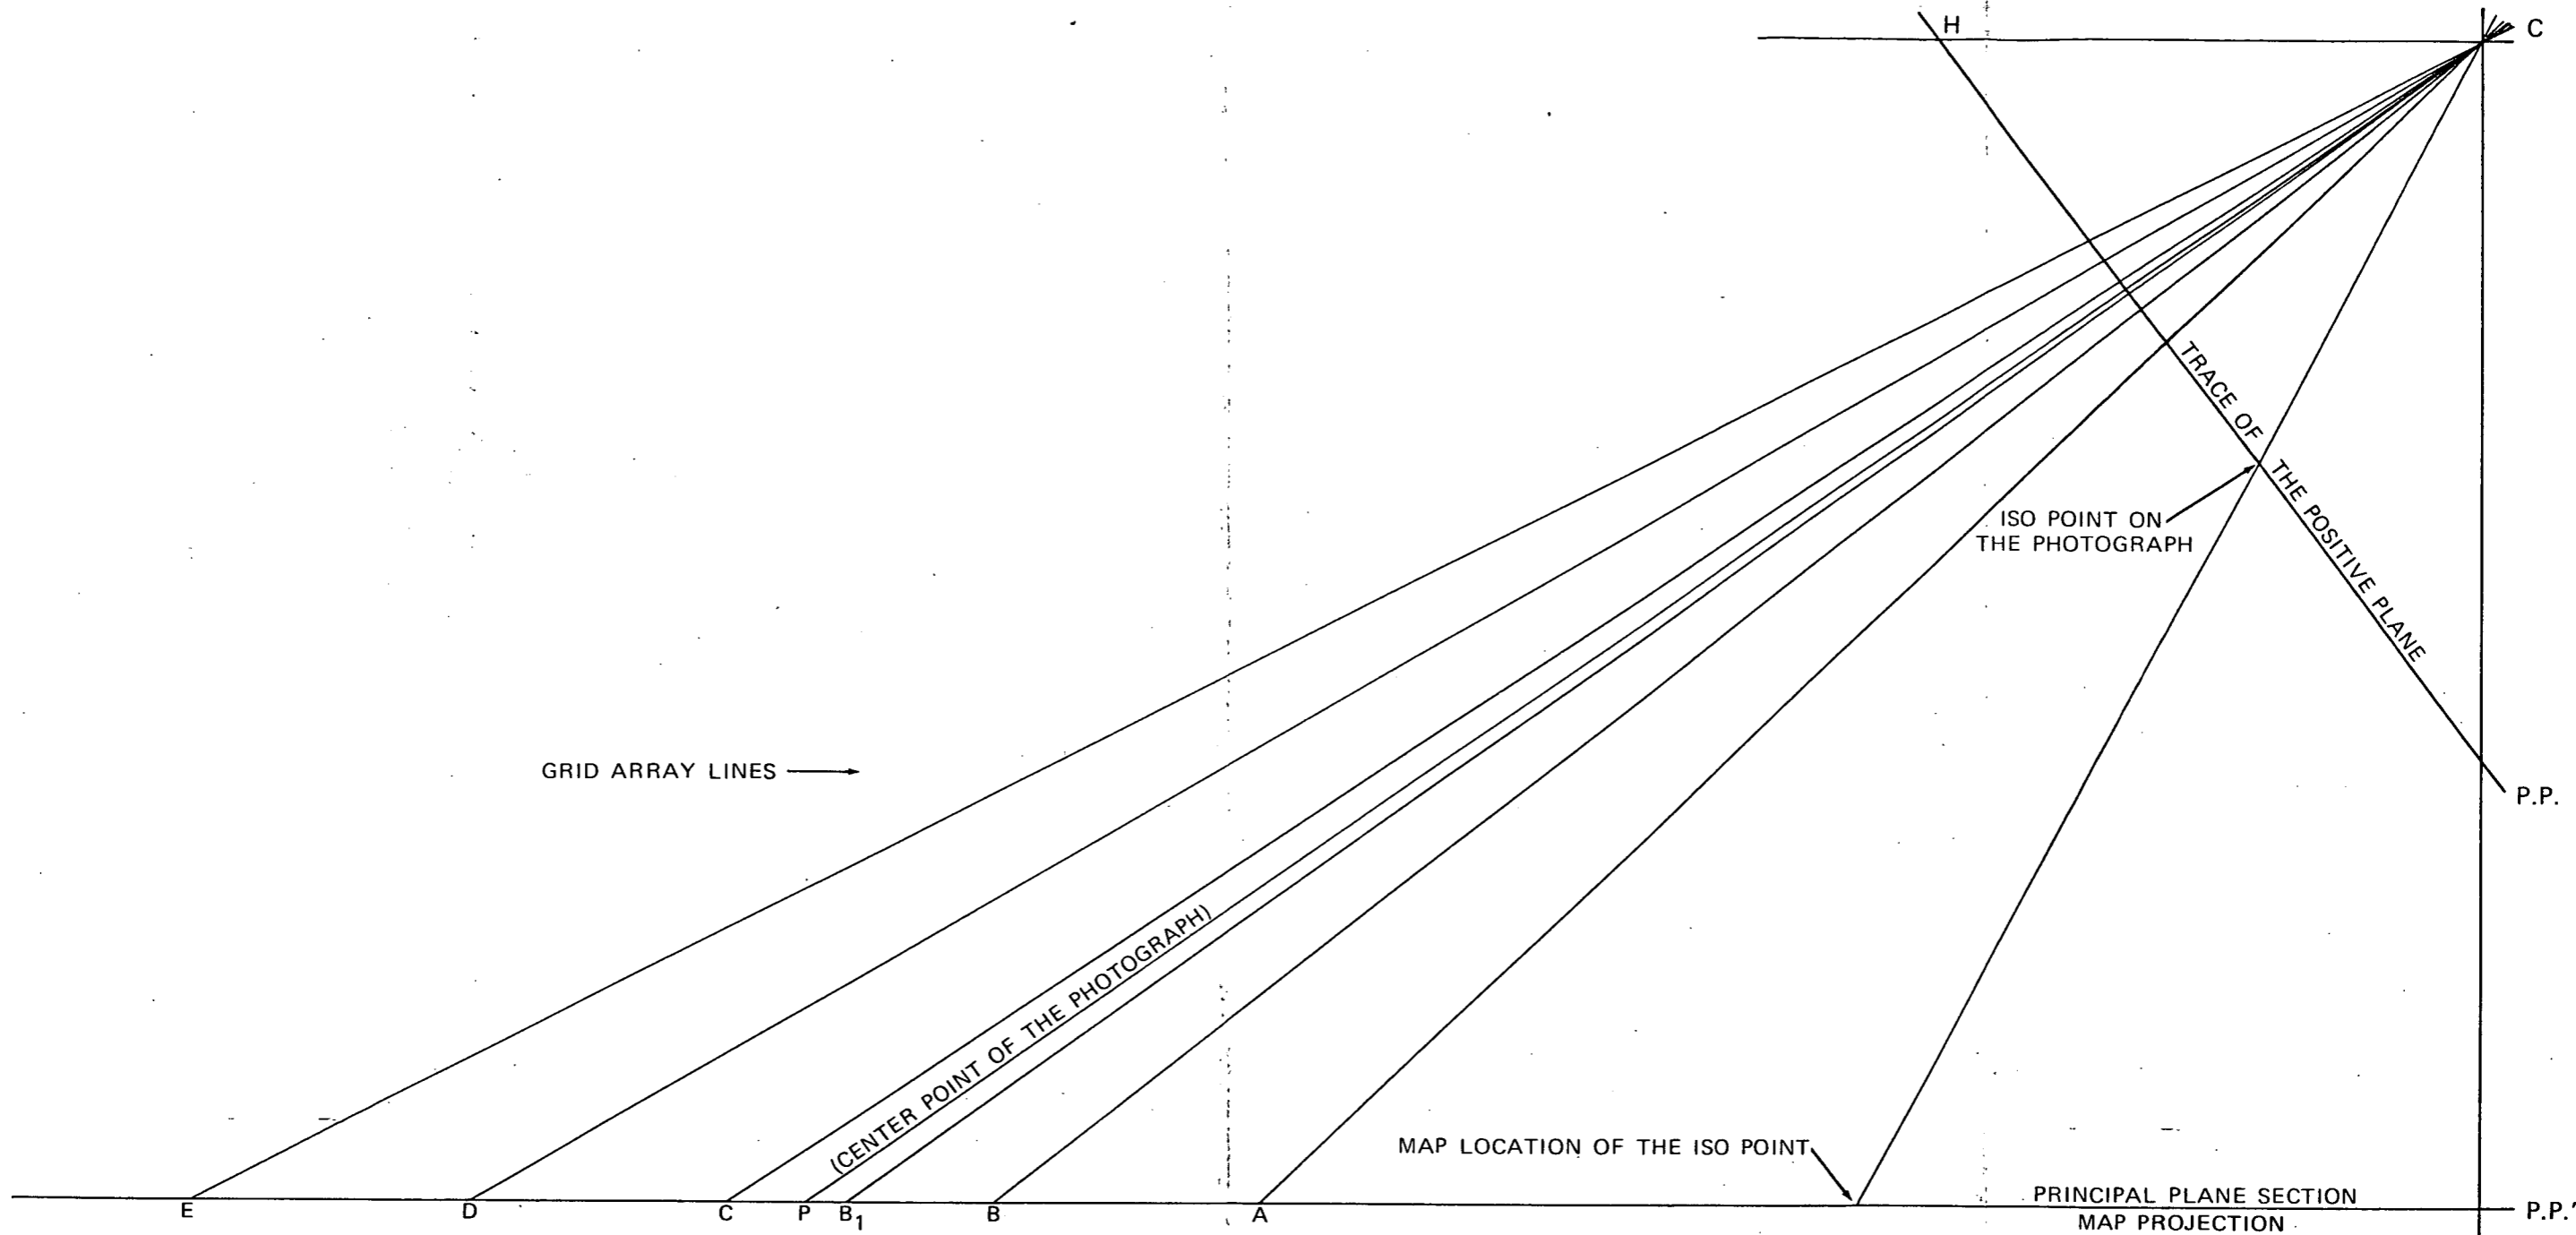 H
C
TRACE OF THE POSITIVE PLANE
ISO POINT ON
THE PHOTOGRAPH
GRID ARRAY LINES
P.P.
(CENTER POINT OF THE PHOTOGRAPH)
MAP LOCATION OF THE ISO POINT
PRINCIPAL PLANE SECTION
E D C P B1 B A
P.P.'
MAP PROJECTION